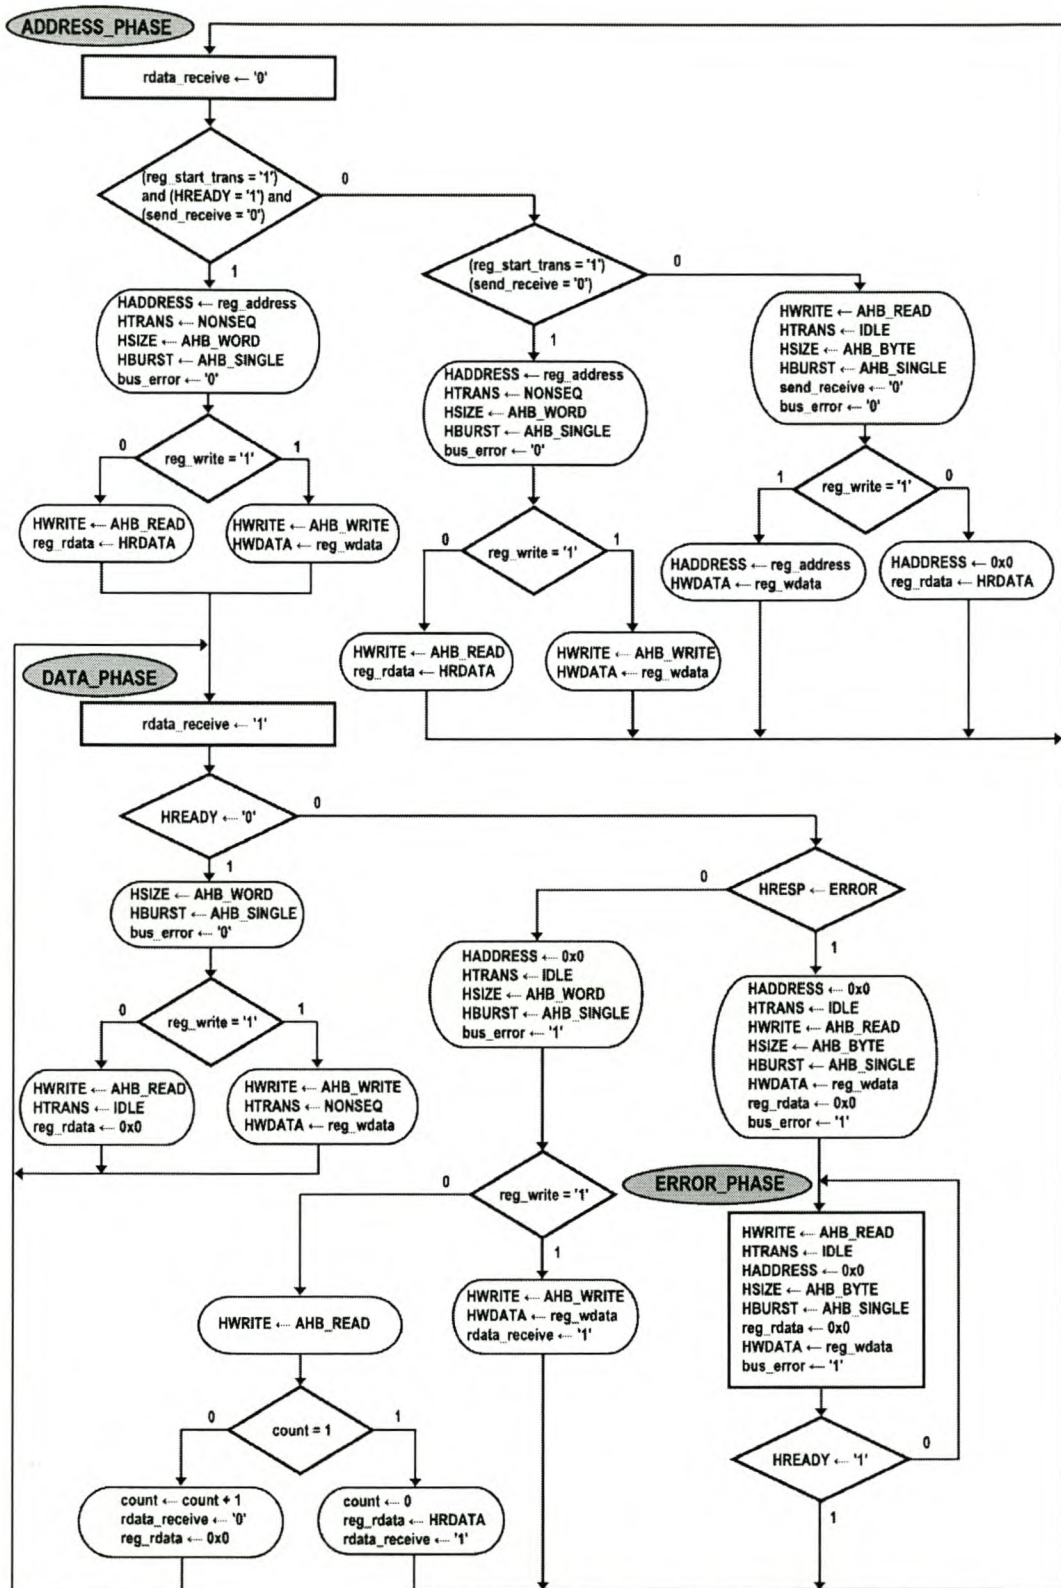 ADDRESS_PHASE
rdata_receive ← '0'
(reg_start_trans = '1')
and (HREADY = '1') and
(send_receive = '0')
0
1
(reg_start_trans = '1')
(send_receive = '0')
0
1
HADDRESS ← reg_address
HTRANS ← NONSEQ
HSIZE ← AHB_WORD
HBURST ← AHB_SINGLE
bus_error ← '0'
HWRITE ← AHB_READ
HTRANS ← IDLE
HSIZE ← AHB_BYTE
HBURST ← AHB_SINGLE
send_receive ← '0'
bus_error ← '0'
HADDRESS ← reg_address
HTRANS ← NONSEQ
HSIZE ← AHB_WORD
HBURST ← AHB_SINGLE
bus_error ← '0'
0
reg_write = '1'
1
1
reg_write = '1'
0
HWRITE ← AHB_READ
reg_rdata ← HRDATA
HWRITE ← AHB_WRITE
HWDATA ← reg_wdata
0
reg_write = '1'
1
HADDRESS ← reg_address
HWDATA ← reg_wdata
HADDRESS ← 0x0
reg_rdata ← HRDATA
HWRITE ← AHB_READ
reg_rdata ← HRDATA
HWRITE ← AHB_WRITE
HWDATA ← reg_wdata
DATA_PHASE
rdata_receive ← '1'
HREADY ← '0'
0
1
0
HRESP ← ERROR
1
HSIZE ← AHB_WORD
HBURST ← AHB_SINGLE
bus_error ← '0'
HADDRESS ← 0x0
HTRANS ← IDLE
HSIZE ← AHB_WORD
HBURST ← AHB_SINGLE
bus_error ← '1'
HADDRESS ← 0x0
HTRANS ← IDLE
HWRITE ← AHB_READ
HSIZE ← AHB_BYTE
HBURST ← AHB_SINGLE
HWDATA ← reg_wdata
reg_rdata ← 0x0
bus_error ← '1'
0
reg_write = '1'
1
HWRITE ← AHB_READ
HTRANS ← IDLE
reg_rdata ← 0x0
HWRITE ← AHB_WRITE
HTRANS ← NONSEQ
HWDATA ← reg_wdata
0
reg_write = '1'
1
ERROR_PHASE
HWRITE ← AHB_READ
HTRANS ← IDLE
HADDRESS ← 0x0
HSIZE ← AHB_BYTE
HBURST ← AHB_SINGLE
reg_rdata ← 0x0
HWDATA ← reg_wdata
bus_error ← '1'
HWRITE ← AHB_READ
HWRITE ← AHB_WRITE
HWDATA ← reg_wdata
rdata_receive ← '1'
0
count = 1
1
HREADY ← '1'
0
1
count ← count + 1
rdata_receive ← '0'
reg_rdata ← 0x0
count ← 0
reg_rdata ← HRDATA
rdata_receive ← '1'